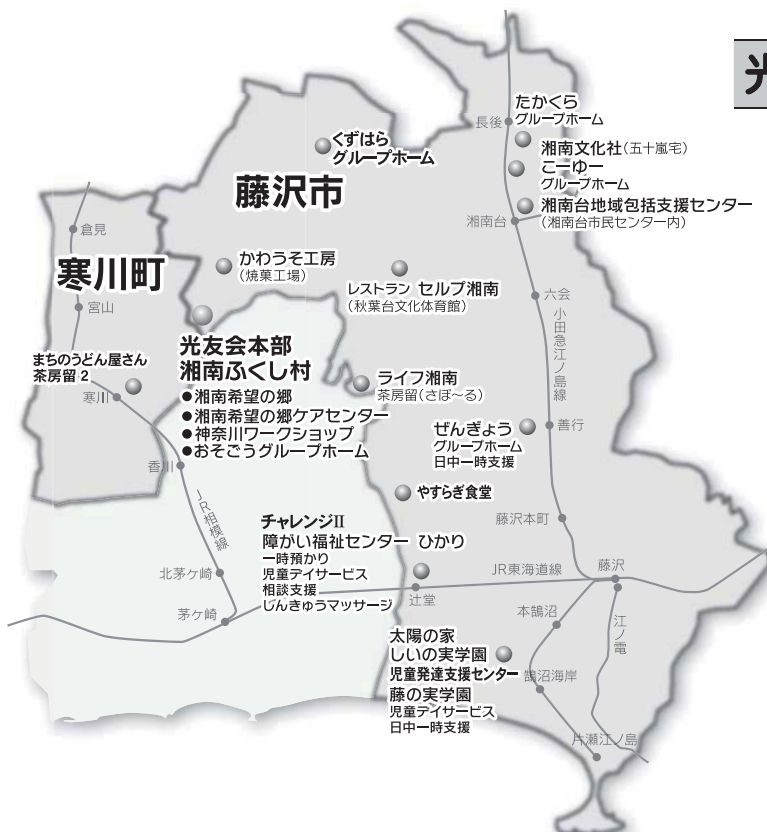 光
たかくら
グループホーム
長後
くずはら
グループホーム
湘南文化社(五十嵐宅)
こーゆー
グループホーム
藤沢市
湘南台地域包括支援センター
(湘南台市民センター内)
湘南台
倉見
寒川町
かわうそ工房
(焼菓工場)
レストラン セルプ湘南
(秋葉台文化体育館)
六会
小田急江ノ島線
宮山
光友会本部
湘南ふくし村
●湘南希望の郷
●湘南希望の郷ケアセンター
●神奈川ワークショップ
●おそごうグループホーム
まちのうどん屋さん
茶房留 2
寒川
ライフ湘南
茶房留(さぼ〜る)
ぜんぎょう
グループホーム
日中一時支援
善行
香川
やすらぎ食堂
JR相模線
チャレンジⅡ
障がい福祉センター ひかり
一時預かり
児童デイサービス
相談支援
しんきゅうマッサージ
藤沢本町
北茅ヶ崎
JR東海道線
藤沢
辻堂
茅ヶ崎
本鵠沼
江ノ電
太陽の家
しいの実学園
児童発達支援センター
藤の実学園
児童デイサービス
日中一時支援
鵠沼海岸
片瀬江ノ島